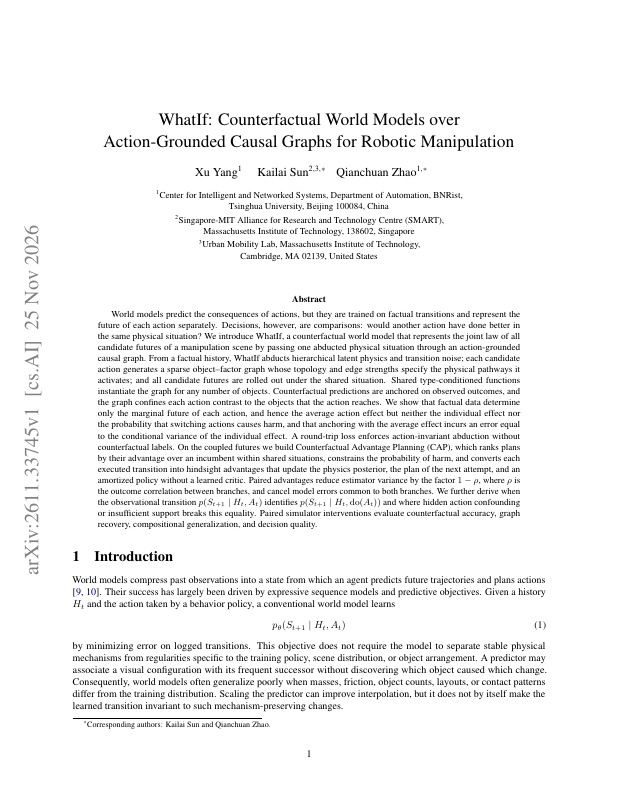 WhatIf: Counterfactual World Models over
Action-Grounded Causal Graphs for Robotic Manipulation
Xu Yang¹ Kailai Sun²,³,* Qianchuan Zhao¹,*
¹Center for Intelligent and Networked Systems, Department of Automation, BNRist,
Tsinghua University, Beijing 100084, China
²Singapore-MIT Alliance for Research and Technology Centre (SMART),
Massachusetts Institute of Technology, 138602, Singapore
³Urban Mobility Lab, Massachusetts Institute of Technology,
Cambridge, MA 02139, United States
Abstract
World models predict the consequences of actions, but they are trained on factual transitions and represent the
future of each action separately. Decisions, however, are comparisons: would another action have done better in
the same physical situation? We introduce WhatIf, a counterfactual world model that represents the joint law of all
candidate futures of a manipulation scene by passing one abducted physical situation through an action-grounded
causal graph. From a factual history, WhatIf abducts hierarchical latent physics and transition noise; each candidate
action generates a sparse object–factor graph whose topology and edge strengths specify the physical pathways it
activates; and all candidate futures are rolled out under the shared situation. Shared type-conditioned functions
instantiate the graph for any number of objects. Counterfactual predictions are anchored on observed outcomes, and
the graph confines each action contrast to the objects that the action reaches. We show that factual data determine
only the marginal future of each action, and hence the average action effect but neither the individual effect nor
the probability that switching actions causes harm, and that anchoring with the average effect incurs an error equal
to the conditional variance of the individual effect. A round-trip loss enforces action-invariant abduction without
counterfactual labels. On the coupled futures we build Counterfactual Advantage Planning (CAP), which ranks plans
by their advantage over an incumbent within shared situations, constrains the probability of harm, and converts each
executed transition into hindsight advantages that update the physics posterior, the plan of the next attempt, and an
amortized policy without a learned critic. Paired advantages reduce estimator variance by the factor 1 − ρ, where ρ is
the outcome correlation between branches, and cancel model errors common to both branches. We further derive when
the observational transition p(Sₜ₊₁ | Hₜ, Aₜ) identifies p(Sₜ₊₁ | Hₜ, do(Aₜ)) and where hidden action confounding
or insufficient support breaks this equality. Paired simulator interventions evaluate counterfactual accuracy, graph
recovery, compositional generalization, and decision quality.
1 Introduction
World models compress past observations into a state from which an agent predicts future trajectories and plans actions
[9, 10]. Their success has largely been driven by expressive sequence models and predictive objectives. Given a history
Hₜ and the action taken by a behavior policy, a conventional world model learns
pθ(Sₜ₊₁ | Hₜ, Aₜ) (1)
by minimizing error on logged transitions. This objective does not require the model to separate stable physical
mechanisms from regularities specific to the training policy, scene distribution, or object arrangement. A predictor may
associate a visual configuration with its frequent successor without discovering which object caused which change.
Consequently, world models often generalize poorly when masses, friction, object counts, layouts, or contact patterns
differ from the training distribution. Scaling the predictor can improve interpolation, but it does not by itself make the
learned transition invariant to such mechanism-preserving changes.
*Corresponding authors: Kailai Sun and Qianchuan Zhao.
1
arXiv:2611.33745v1 [cs.AI] 25 Nov 2026